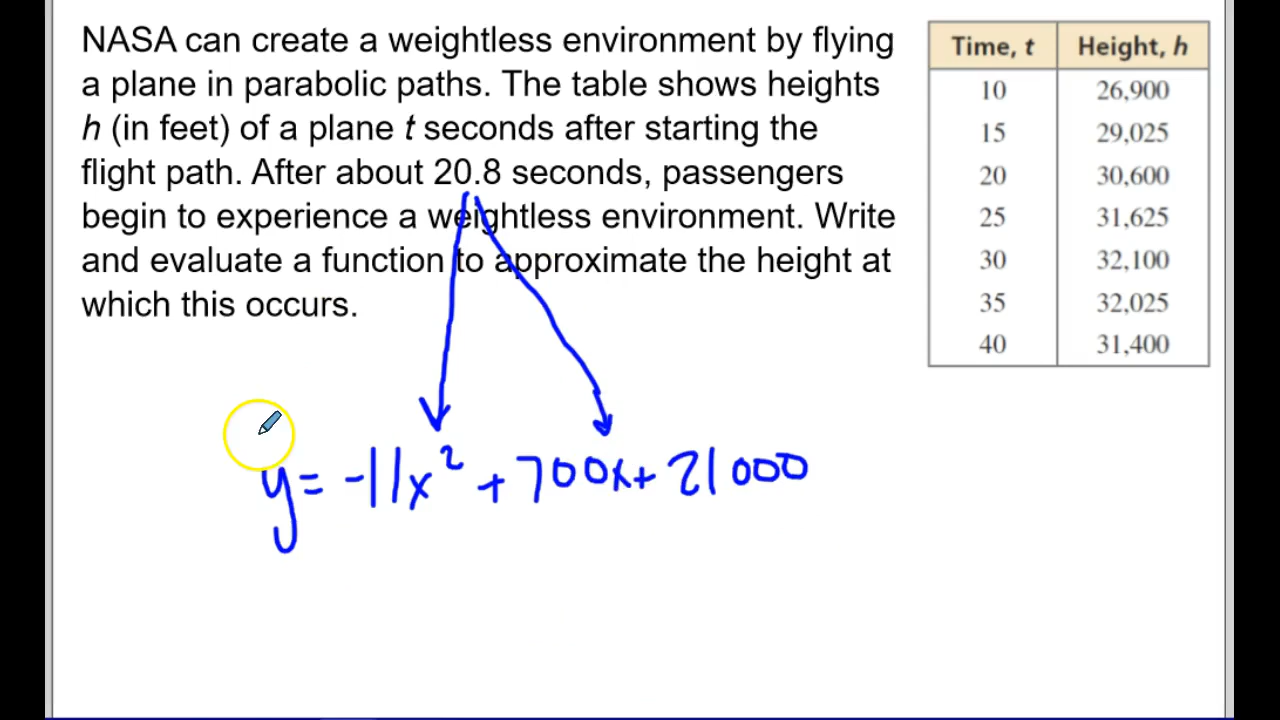 NASA can create a weightless environment by flying
a plane in parabolic paths. The table shows heights
h (in feet) of a plane t seconds after starting the
flight path. After about 20.8 seconds, passengers
begin to experience a weightless environment. Write
and evaluate a function to approximate the height at
which this occurs.
Time, t Height, h
10 26,900
15 29,025
20 30,600
25 31,625
30 32,100
35 32,025
40 31,400
y = -11x² + 700x + 21000